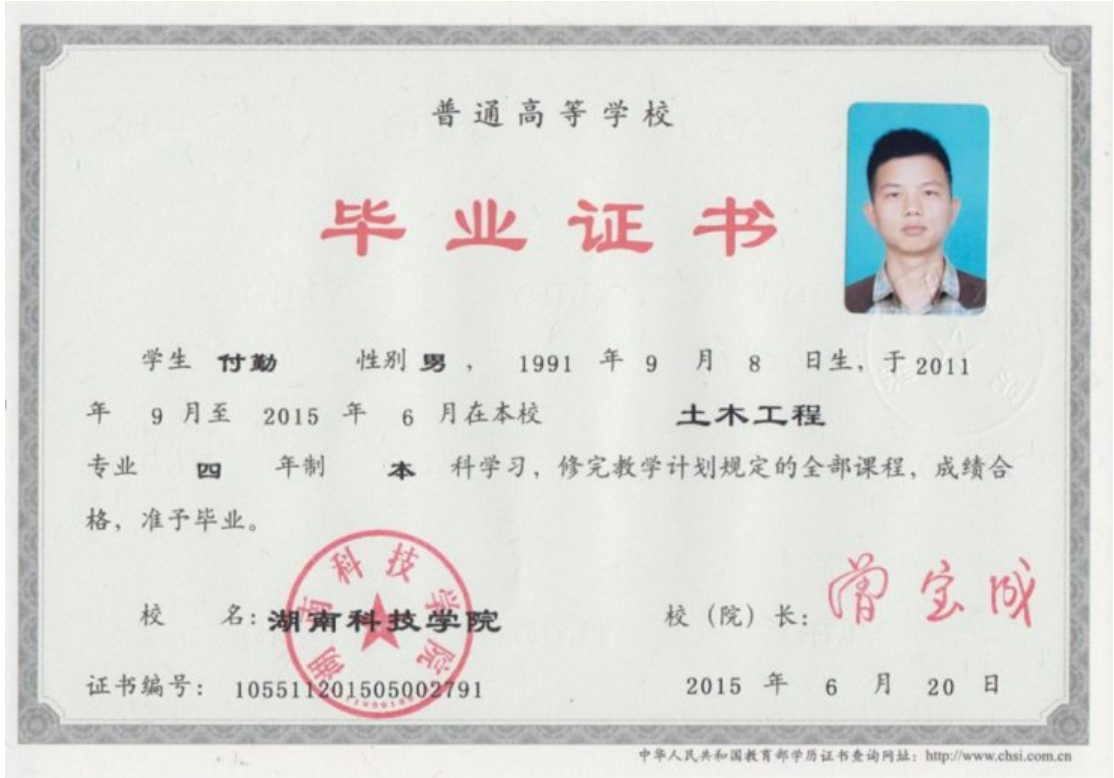 普通高等学校
毕业证书
学生 付勤 性别 男 ， 1991 年 9 月 8 日生，于 2011
年 9 月至 2015 年 6 月在本校 土木工程
专业 四 年制 本 科学习，修完教学计划规定的全部课程，成绩合
格，准予毕业。
湖南科技学院
校 名：湖南科技学院
校（院）长：曾宝成
证书编号： 105511201505002791
2015 年 6 月 20 日
中华人民共和国教育部学历证书查询网址：http://www.chsi.com.cn